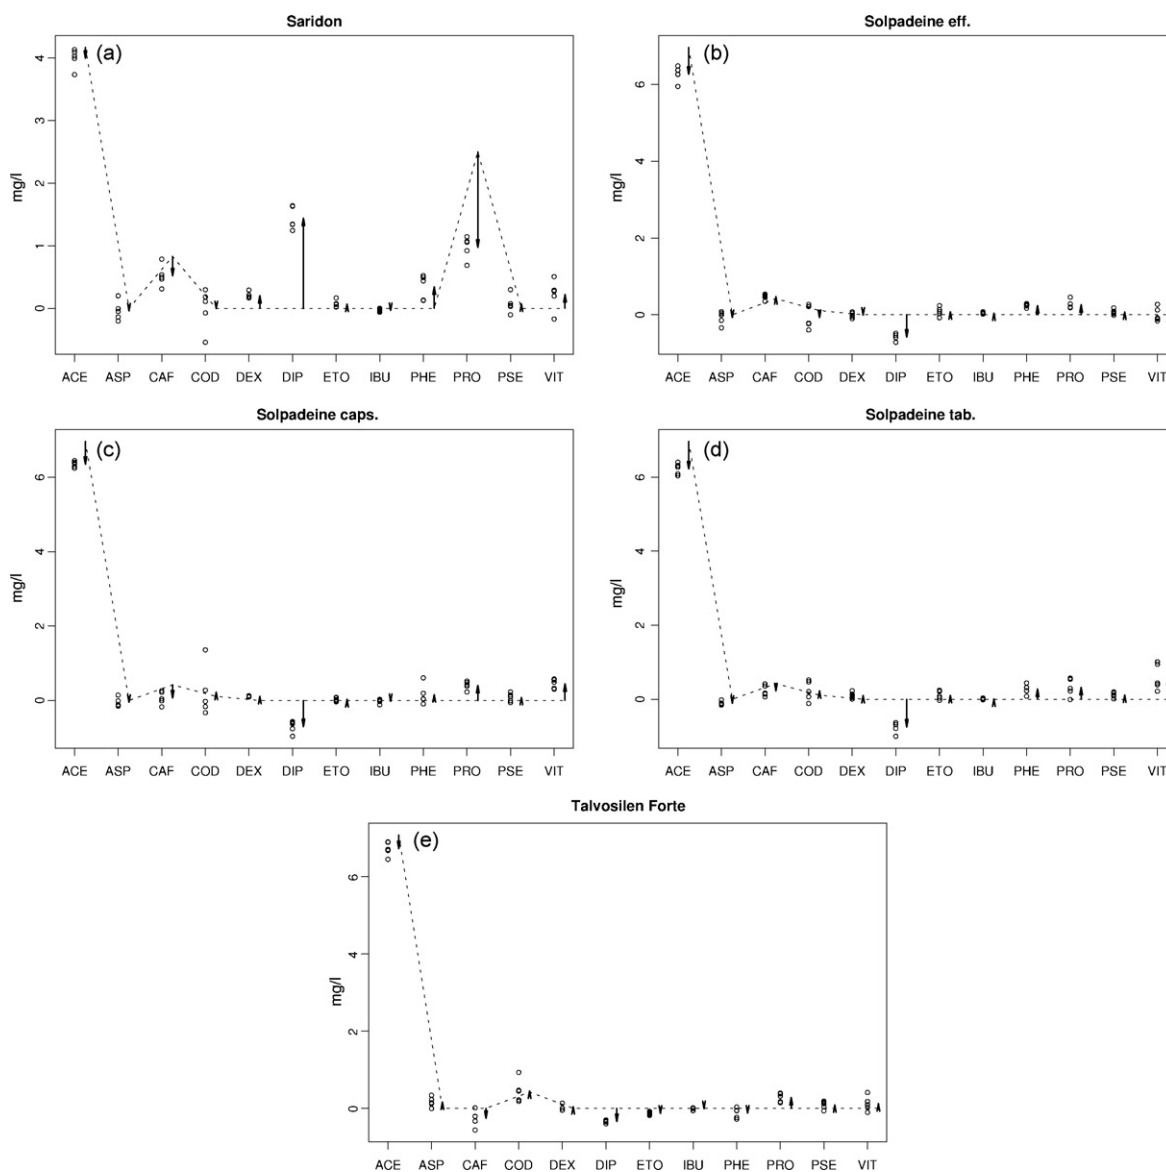 Saridon
(a)
mg/l
4
3
2
1
0
ACE ASP CAF COD DEX DIP ETO IBU PHE PRO PSE VIT
Solpadeine eff.
(b)
mg/l
6
4
2
0
ACE ASP CAF COD DEX DIP ETO IBU PHE PRO PSE VIT
Solpadeine caps.
(c)
mg/l
6
4
2
0
ACE ASP CAF COD DEX DIP ETO IBU PHE PRO PSE VIT
Solpadeine tab.
(d)
mg/l
6
4
2
0
ACE ASP CAF COD DEX DIP ETO IBU PHE PRO PSE VIT
Talvosilen Forte
(e)
mg/l
6
4
2
0
ACE ASP CAF COD DEX DIP ETO IBU PHE PRO PSE VIT